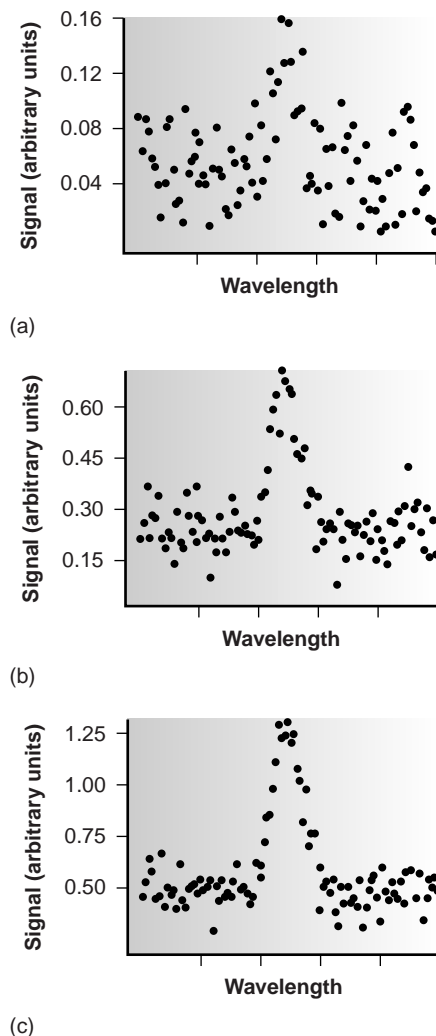 Signal (arbitrary units)
0.16
0.12
0.08
0.04
Wavelength
(a)
Signal (arbitrary units)
0.60
0.45
0.30
0.15
Wavelength
(b)
Signal (arbitrary units)
1.25
1.00
0.75
0.50
Wavelength
(c)